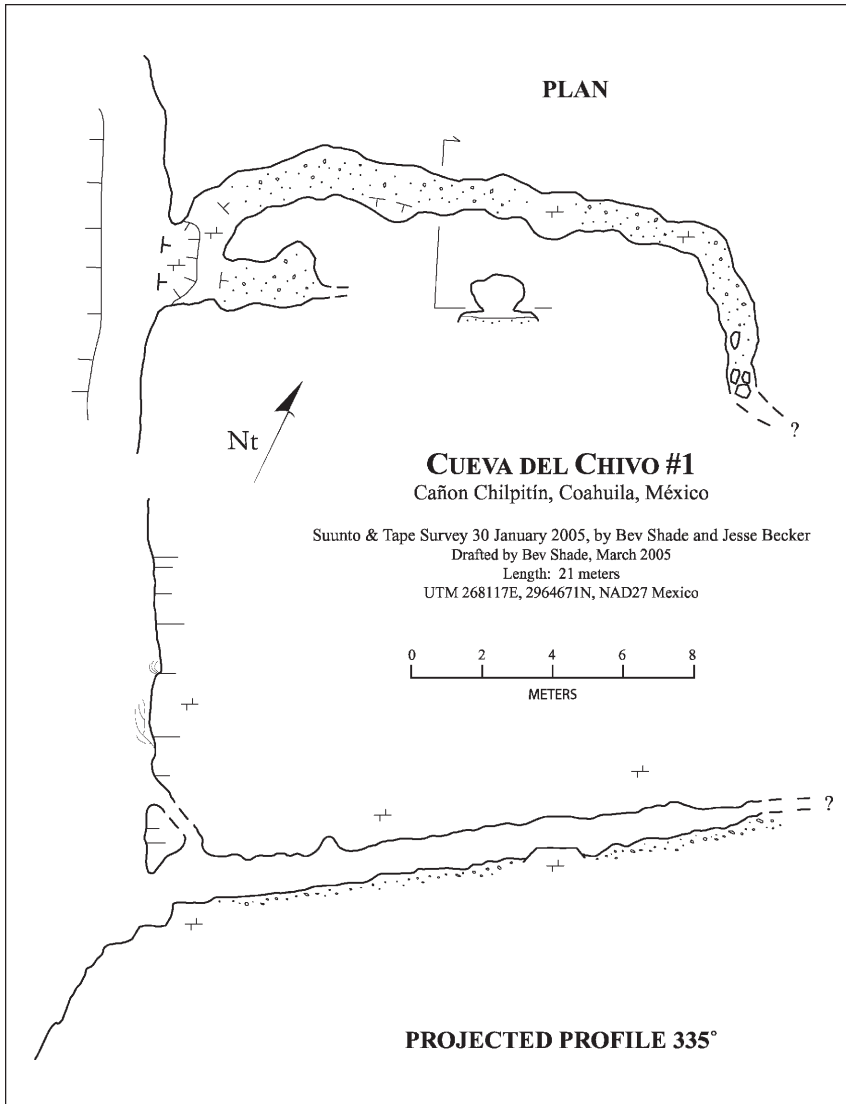 PLAN
Nt
?
CUEVA DEL CHIVO #1
Cañon Chilpitín, Coahuila, México
Suunto & Tape Survey 30 January 2005, by Bev Shade and Jesse Becker
Drafted by Bev Shade, March 2005
Length: 21 meters
UTM 268117E, 2964671N, NAD27 Mexico
0 2 4 6 8
METERS
?
PROJECTED PROFILE 335°